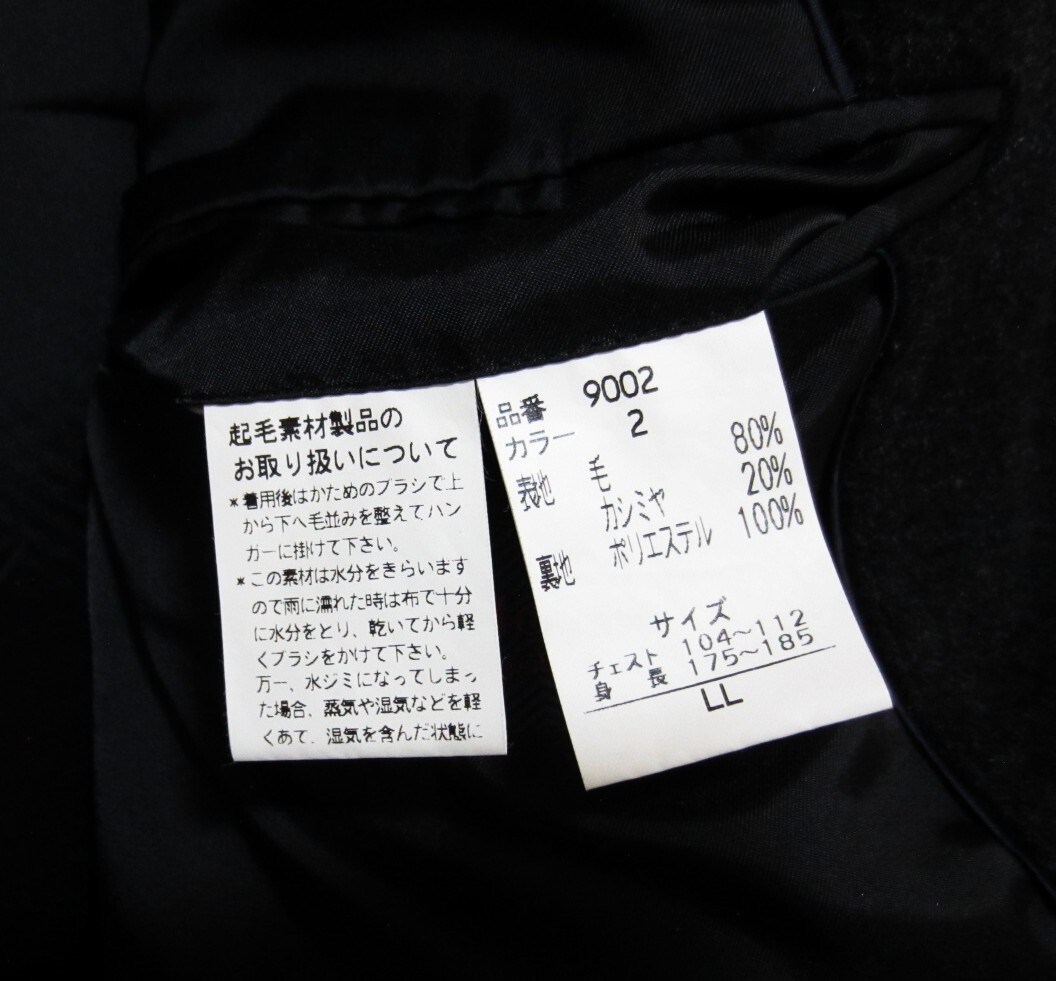 起毛素材製品の
お取り扱いについて
*着用後はかためのブラシで上
から下へ毛並みを整えてハン
ガーに掛けて下さい。
*この素材は水分をきらいます
ので雨に濡れた時は布で十分
に水分をとり、乾いてから軽
くブラシをかけて下さい。
万一、水ジミになってしまっ
た場合、蒸気や湿気などを軽
くあて、湿気を含んだ状態に
品番 9002
カラー 2
表地 毛 80%
カシミヤ 20%
裏地 ポリエステル 100%
サイズ
チェスト 104~112
身長 175~185
LL